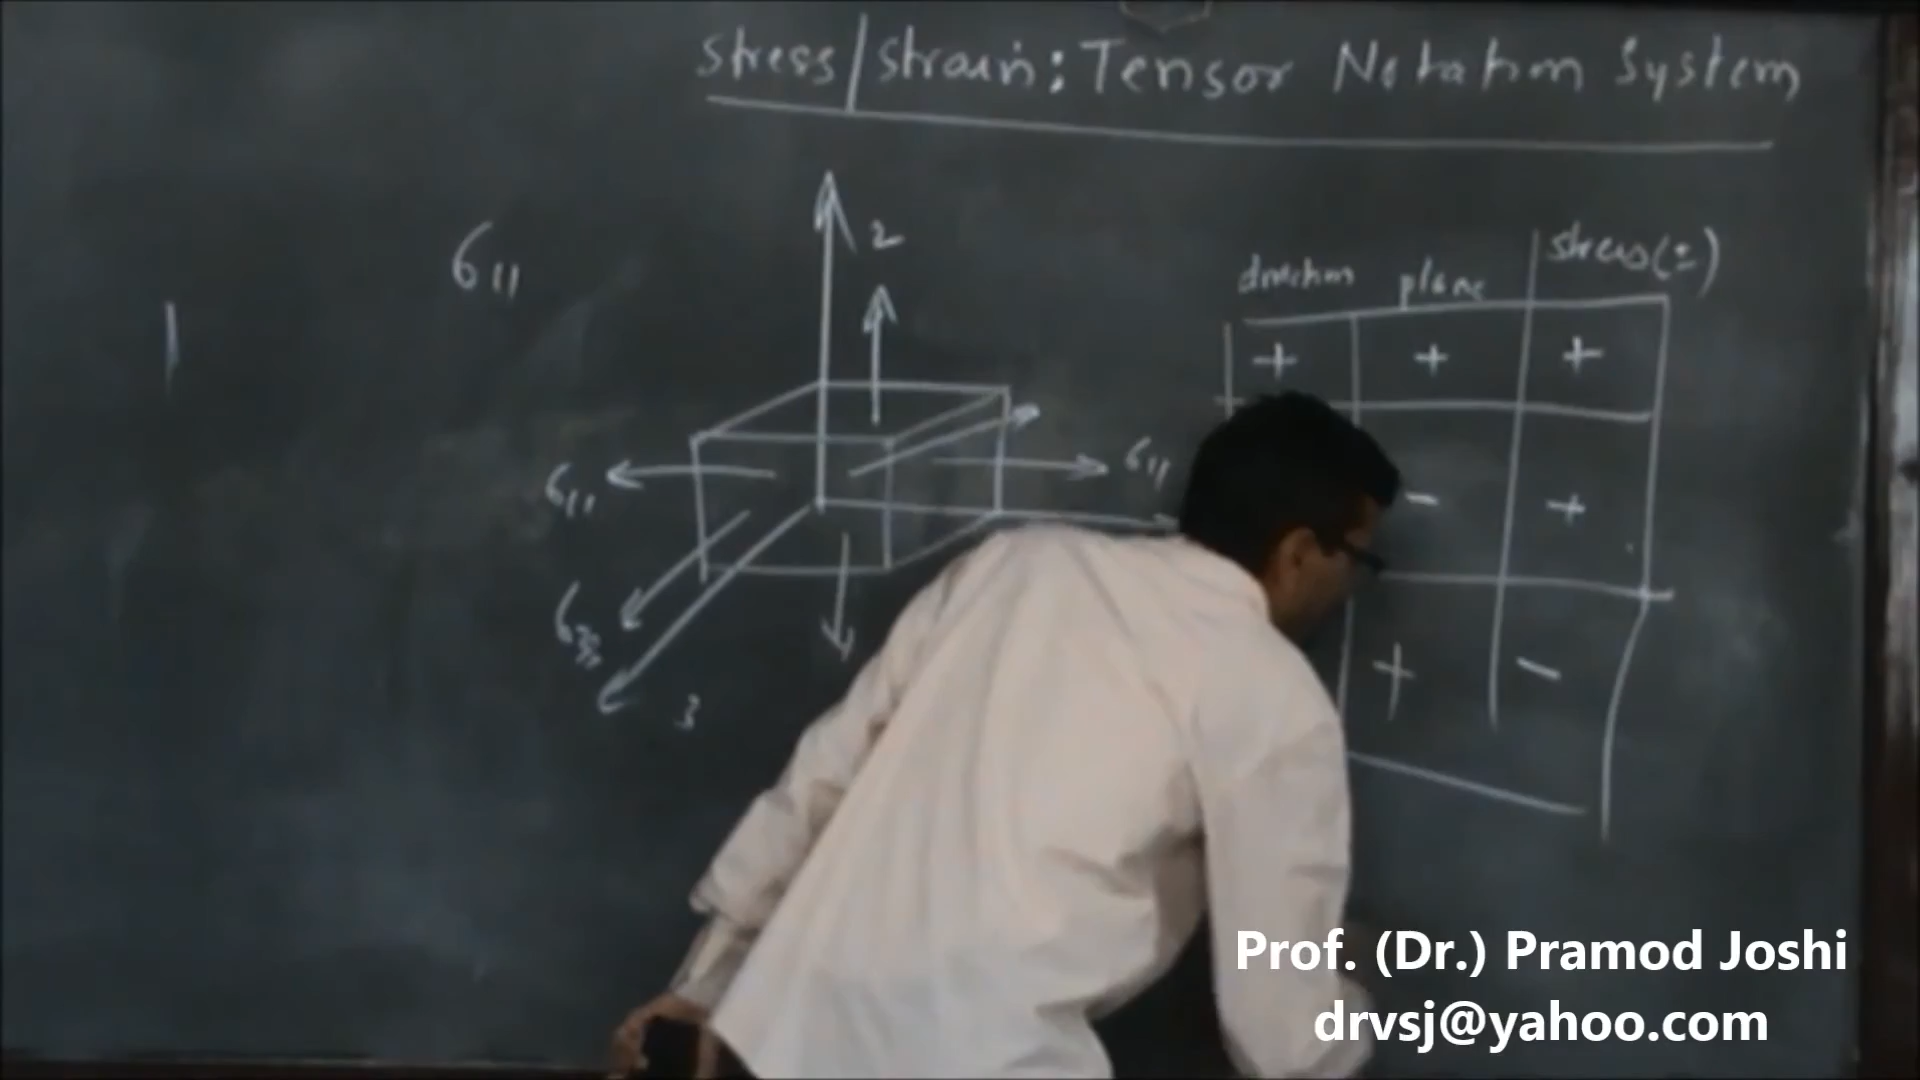 Stress/Strain: Tensor Notation System
σ11
2
direction plane stress(±)
+ + +
σ11 σ11
- +
σ33
3
+ -
Prof. (Dr.) Pramod Joshi
drvsj@yahoo.com